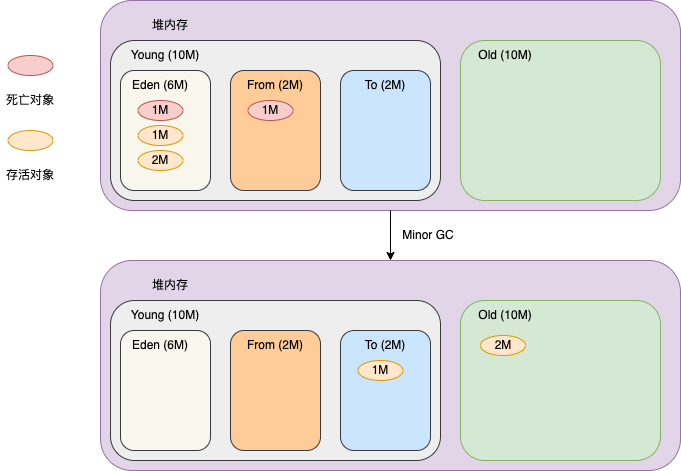 堆内存
Young (10M)
Old (10M)
Eden (6M)
From (2M)
To (2M)
1M
1M
1M
2M
死亡对象
存活对象
Minor GC
堆内存
Young (10M)
Old (10M)
Eden (6M)
From (2M)
To (2M)
2M
1M